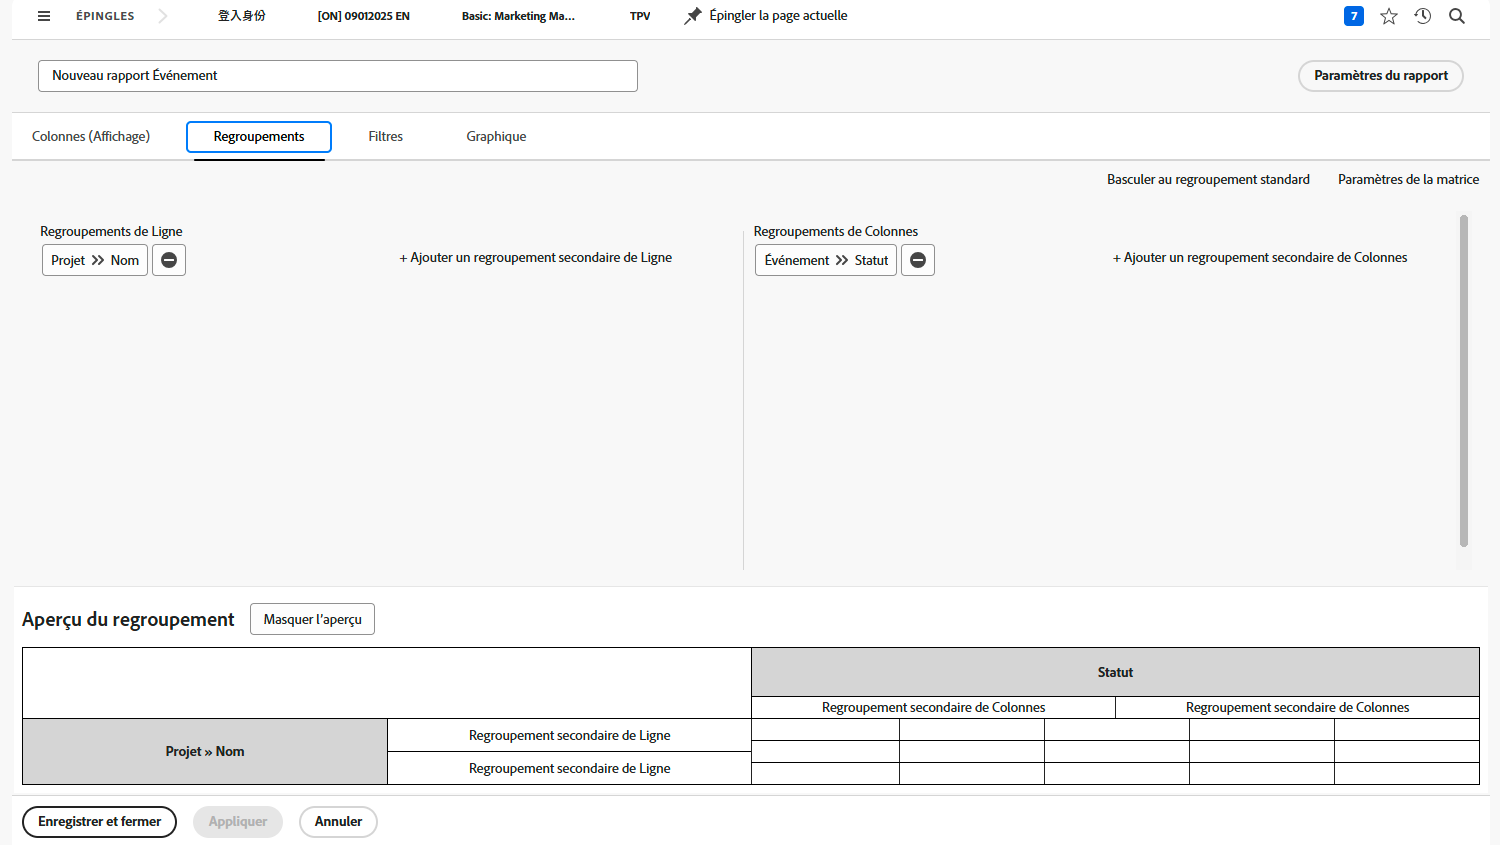 ÉPINGLES 登入身份 [ON] 09012025 EN Basic: Marketing Ma... TPV Épingler la page actuelle 7
Nouveau rapport Événement Paramètres du rapport
Colonnes (Affichage) Regroupements Filtres Graphique
Basculer au regroupement standard Paramètres de la matrice
Regroupements de Ligne
Projet Nom + Ajouter un regroupement secondaire de Ligne
Regroupements de Colonnes
Événement Statut + Ajouter un regroupement secondaire de Colonnes
Aperçu du regroupement Masquer l'aperçu
Statut
Regroupement secondaire de Colonnes Regroupement secondaire de Colonnes
Projet » Nom
Regroupement secondaire de Ligne
Regroupement secondaire de Ligne
Enregistrer et fermer Appliquer Annuler